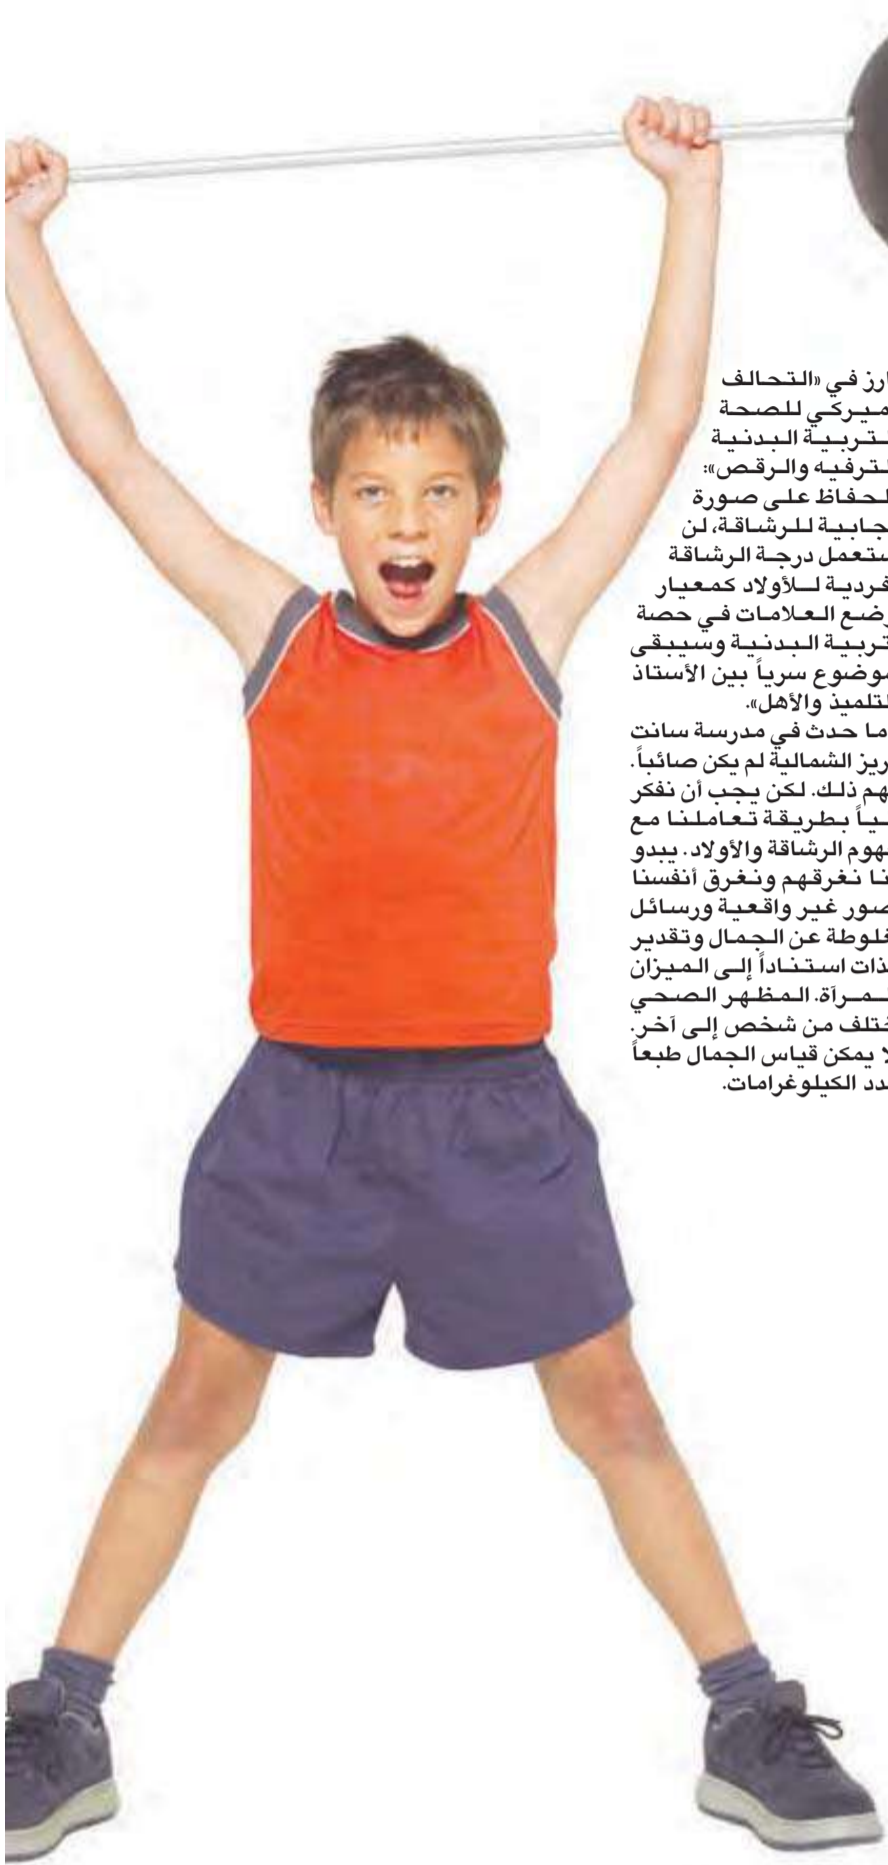 ارز في «التحالف
ميركي للصحة
لتربية البدنية
لترفيه والرقص»:
لحفاظ على صورة
جابية للرشاقة، لن
ستعمل درجة الرشاقة
فردية للأولاد كمعيار
رضع العلامات في حصة
تربية البدنية وسيبقى
موضوع سرياً بين الأستاذ
لتلميذ والأهل».
ما حدث في مدرسة سانت
ريز الشمالية لم يكن صائباً.
هم ذلك. لكن يجب أن نفكر
ياً بطريقة تعاملنا مع
هوم الرشاقة والأولاد. يبدو
نا نغرقهم ونغرق أنفسنا
صور غير واقعية ورسائل
غلوطة عن الجمال وتقدير
ذات استناداً إلى الميزان
لمرآة. المظهر الصحي
ختلف من شخص إلى آخر.
لا يمكن قياس الجمال طبعاً
دد الكيلوغرامات.